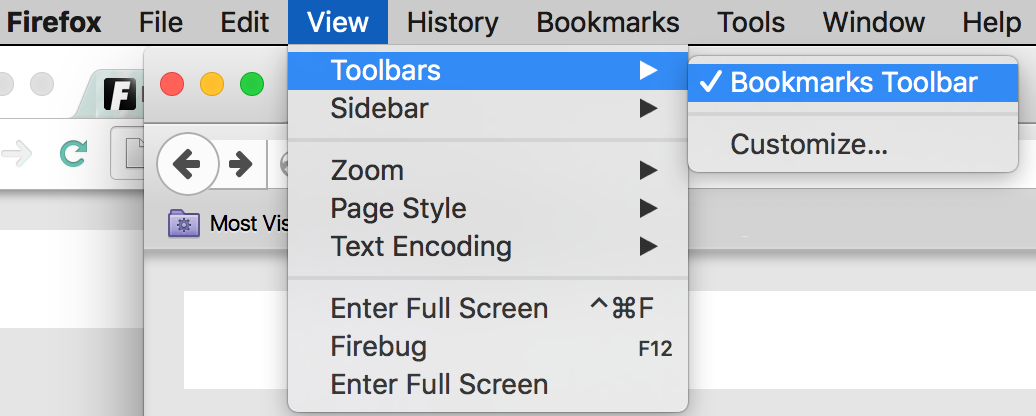 Firefox File Edit View History Bookmarks Tools Window Help
Toolbars
Bookmarks Toolbar
Sidebar
Customize...
Zoom
Page Style
Most Vis
Text Encoding
Enter Full Screen ^⌘F
Firebug F12
Enter Full Screen